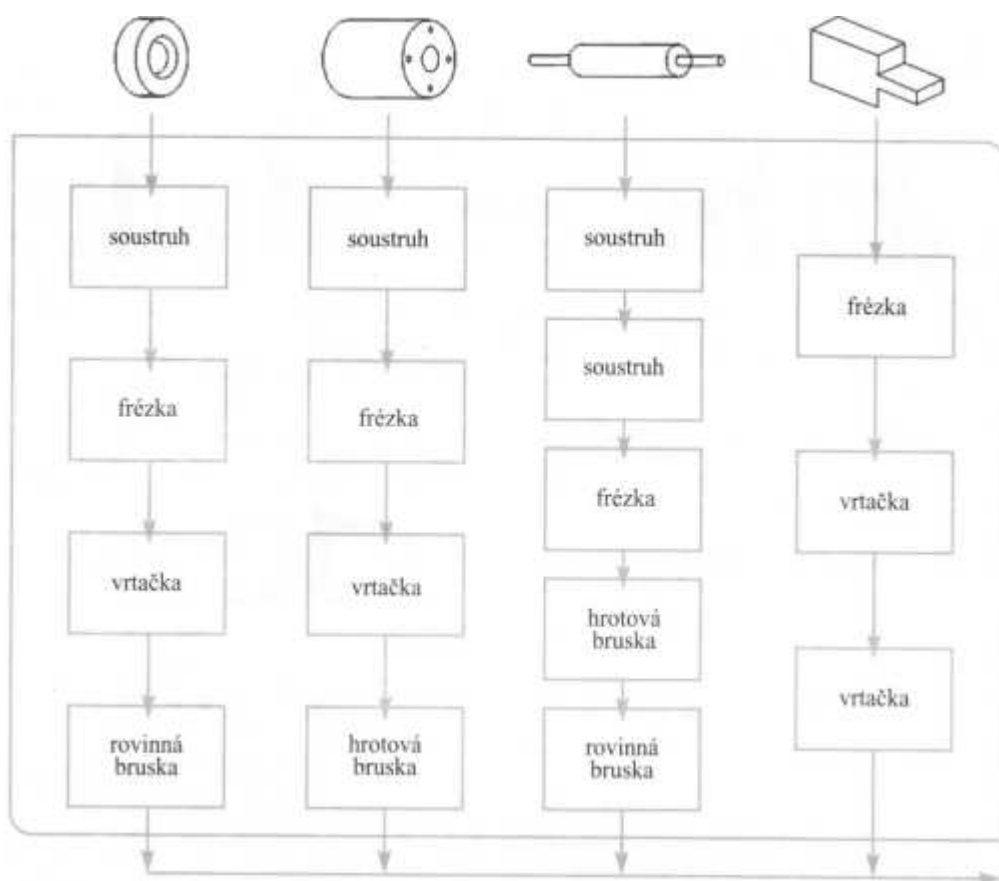 soustruh
frézka
vrtačka
rovinná
bruska
soustruh
frézka
vrtačka
hrotová
bruska
soustruh
soustruh
frézka
hrotová
bruska
rovinná
bruska
frézka
vrtačka
vrtačka